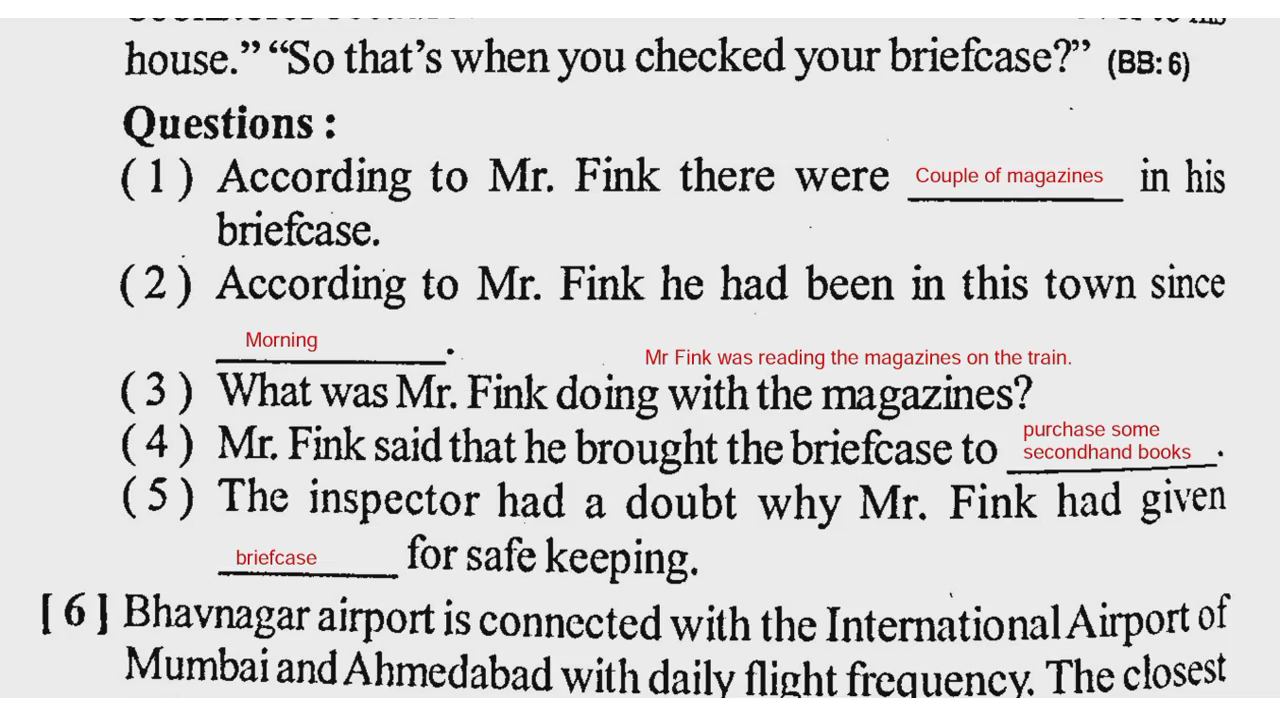 house.” “So that’s when you checked your briefcase?” (BB: 6)
Questions :
(1) According to Mr. Fink there were Couple of magazines in his
briefcase.
(2) According to Mr. Fink he had been in this town since
Morning .
Mr Fink was reading the magazines on the train.
(3) What was Mr. Fink doing with the magazines?
(4) Mr. Fink said that he brought the briefcase to purchase some
secondhand books .
(5) The inspector had a doubt why Mr. Fink had given
briefcase for safe keeping.
[6] Bhavnagar airport is connected with the International Airport of
Mumbai and Ahmedabad with daily flight frequency. The closest